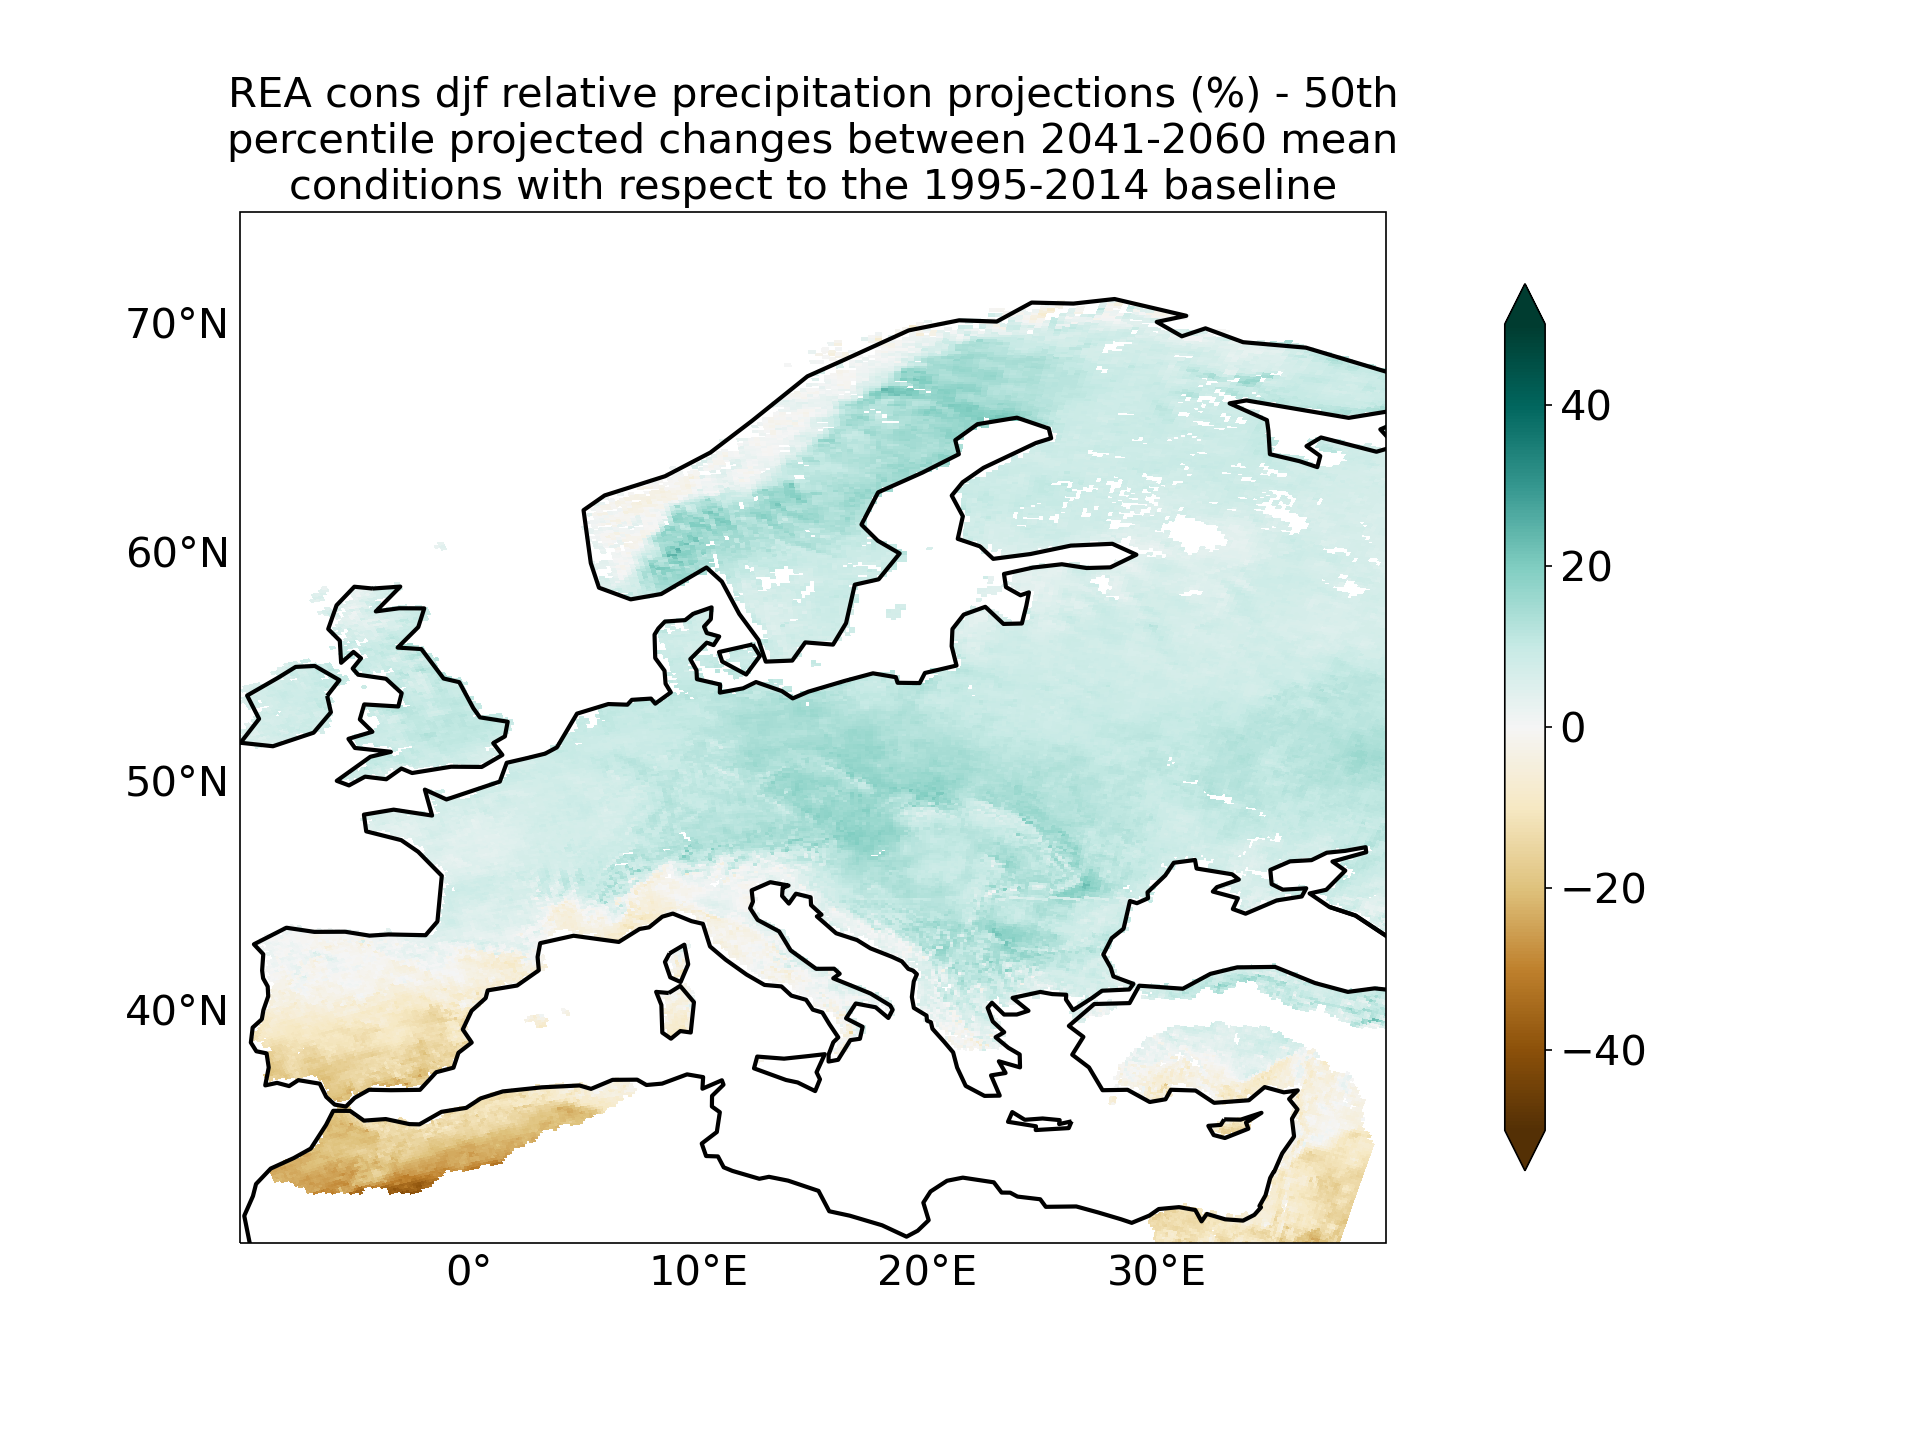 REA cons djf relative precipitation projections (%) - 50th
percentile projected changes between 2041-2060 mean
conditions with respect to the 1995-2014 baseline
70°N
60°N
50°N
40°N
0°
10°E
20°E
30°E
40
20
0
−20
−40